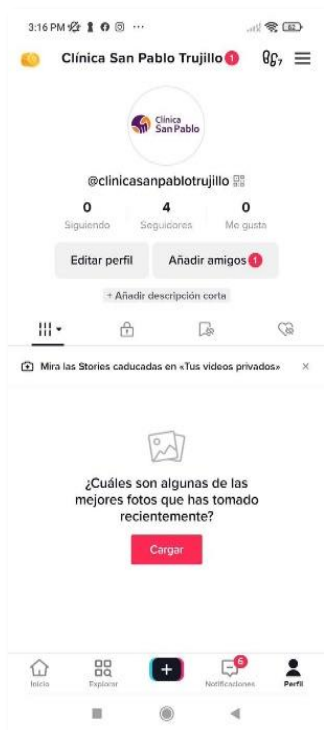 3:16 PM
Clínica San Pablo Trujillo 1
7
Clínica
San Pablo
@clinicasanpablotrujillo
0 4 0
Siguiendo Seguidores Me gusta
Editar perfil Añadir amigos 1
+ Añadir descripción corta
Mira las Stories caducadas en «Tus videos privados» ×
¿Cuáles son algunas de las
mejores fotos que has tomado
recientemente?
Cargar
6
Inicio Explorar Notificaciones Perfil